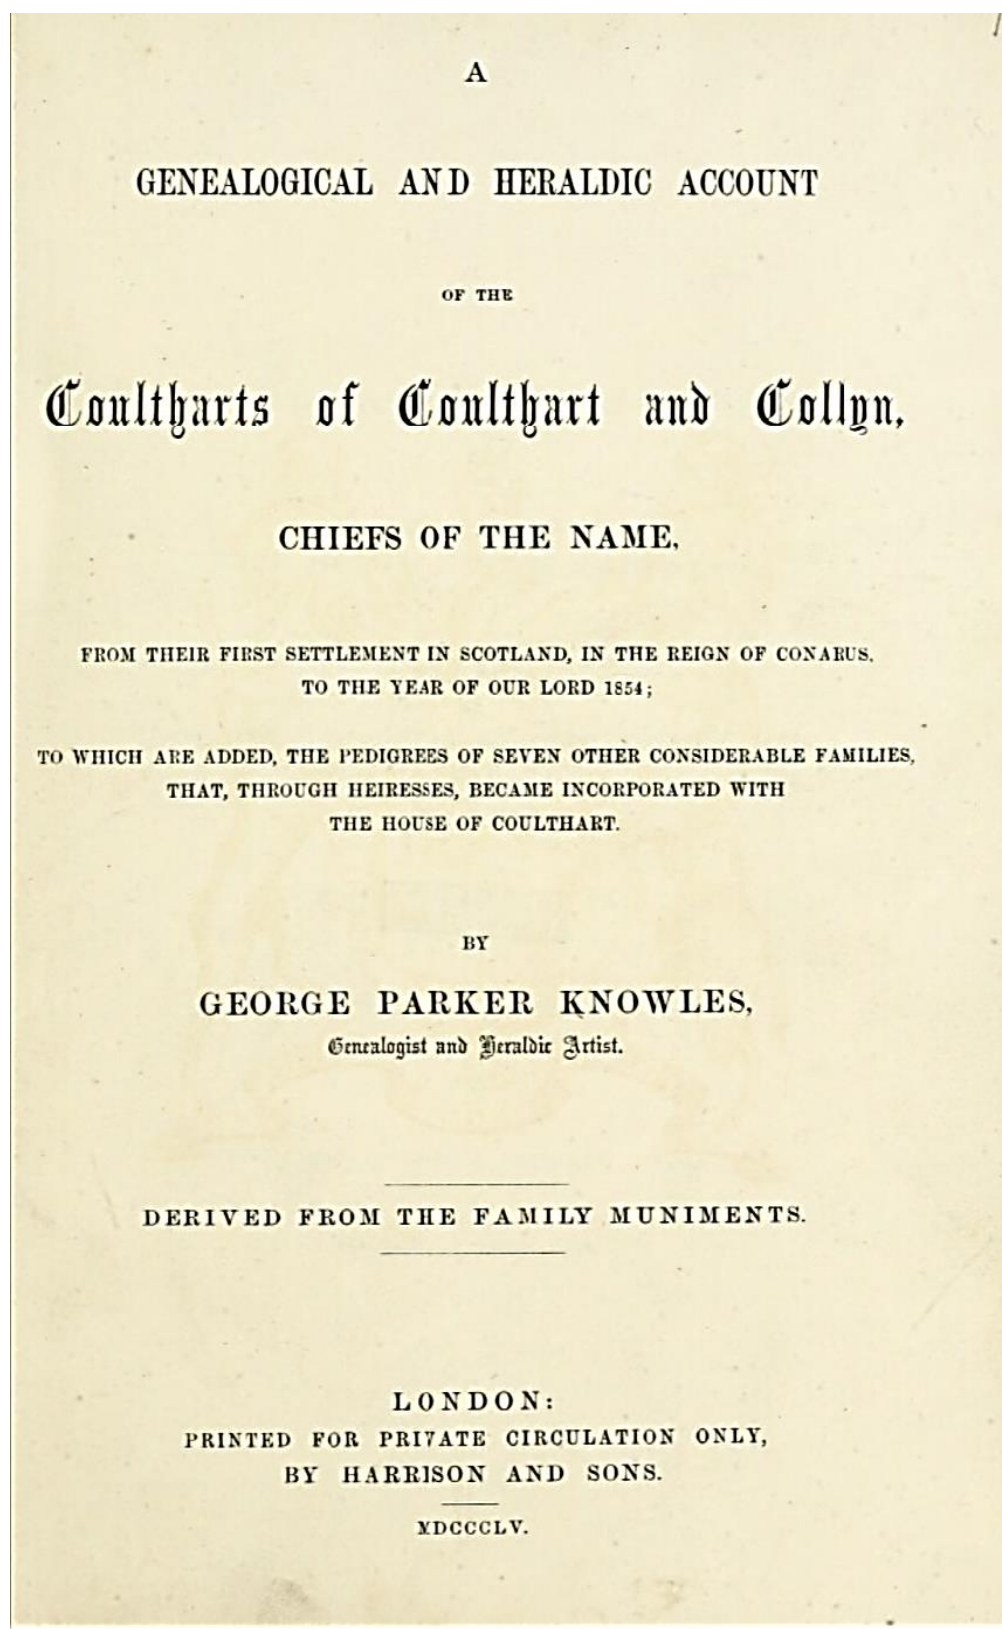 A
GENEALOGICAL AND HERALDIC ACCOUNT
OF THE
Coultharts of Coulthart and Collyn,
CHIEFS OF THE NAME,
FROM THEIR FIRST SETTLEMENT IN SCOTLAND, IN THE REIGN OF CONARUS,
TO THE YEAR OF OUR LORD 1854;
TO WHICH ARE ADDED, THE PEDIGREES OF SEVEN OTHER CONSIDERABLE FAMILIES,
THAT, THROUGH HEIRESSES, BECAME INCORPORATED WITH
THE HOUSE OF COULTHART.
BY
GEORGE PARKER KNOWLES,
Genealogist and Heraldic Artist.
DERIVED FROM THE FAMILY MUNIMENTS.
LONDON:
PRINTED FOR PRIVATE CIRCULATION ONLY,
BY HARRISON AND SONS.
MDCCCLV.